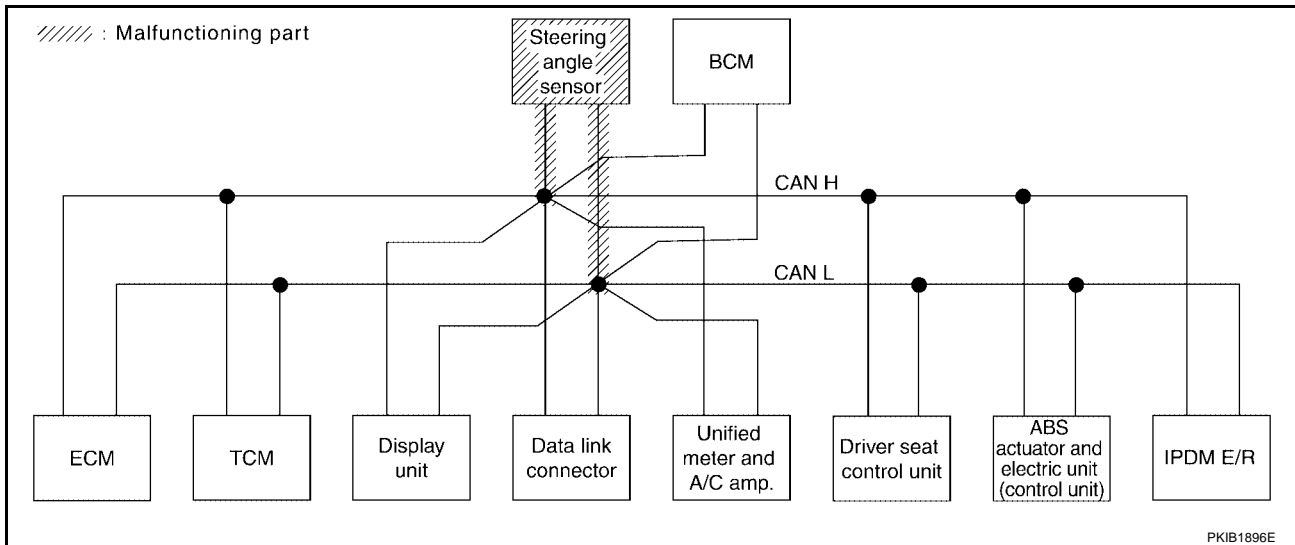 : Malfunctioning part
Steering
angle
sensor
BCM
CAN H
CAN L
ECM
TCM
Display
unit
Data link
connector
Unified
meter and
A/C amp.
Driver seat
control unit
ABS
actuator and
electric unit
(control unit)
IPDM E/R
PKIB1896E